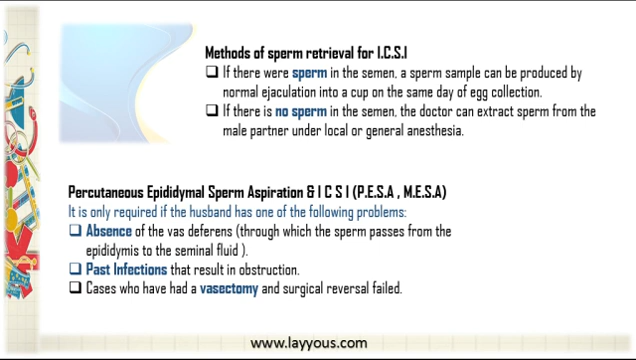 Methods of sperm retrieval for I.C.S.I
If there were sperm in the semen, a sperm sample can be produced by
normal ejaculation into a cup on the same day of egg collection.
If there is no sperm in the semen, the doctor can extract sperm from the
male partner under local or general anesthesia.
Percutaneous Epididymal Sperm Aspiration & I C S I (P.E.S.A , M.E.S.A)
It is only required if the husband has one of the following problems:
Absence of the vas deferens (through which the sperm passes from the
epididymis to the seminal fluid ).
Past Infections that result in obstruction.
Cases who have had a vasectomy and surgical reversal failed.
www.layyous.com